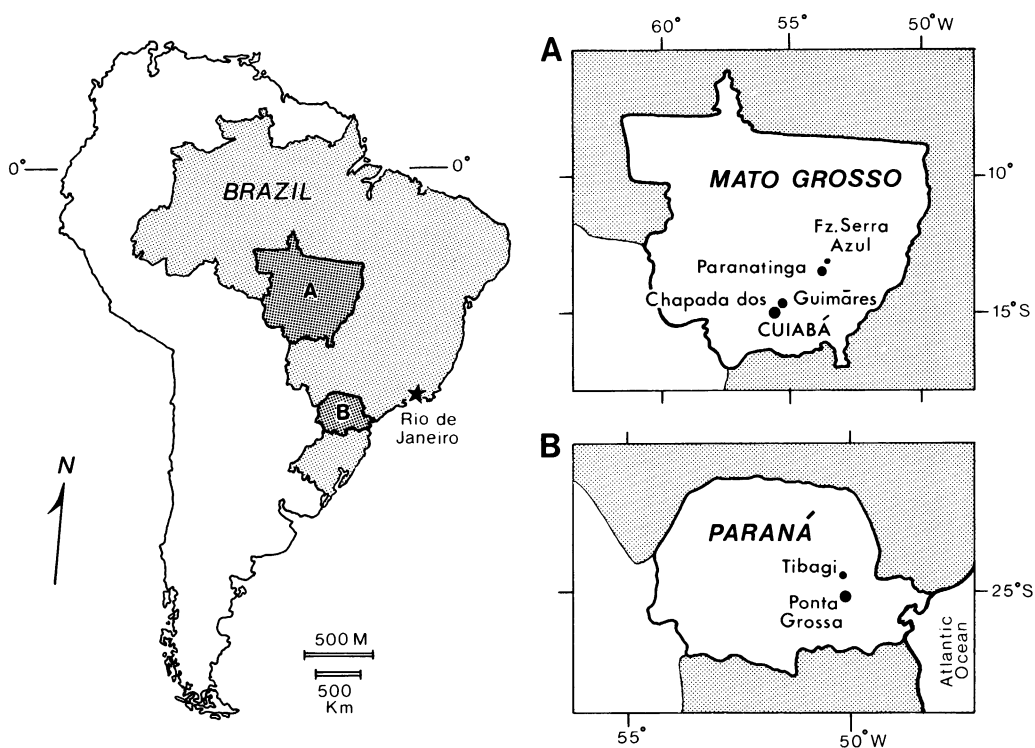 0°
0°
BRAZIL
A
B
Rio de
Janeiro
N
500 M
500
Km
A
60°
55°
50°W
MATO GROSSO
10°
Fz. Serra
Azul
Paranatinga
Chapada dos Guimāres
15°S
CUIABÁ
B
PARANÁ
Tibagi
25°S
Ponta
Grossa
Atlantic
Ocean
55°
50°W